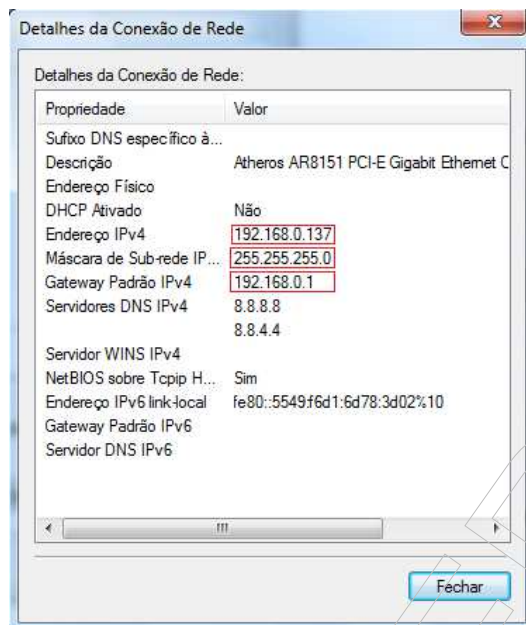 Detalhes da Conexão de Rede
Detalhes da Conexão de Rede:
Propriedade Valor
Sufixo DNS específico à...
Descrição Atheros AR8151 PCI-E Gigabit Ethernet C
Endereço Físico
DHCP Ativado Não
Endereço IPv4 192.168.0.137
Máscara de Sub-rede IP... 255.255.255.0
Gateway Padrão IPv4 192.168.0.1
Servidores DNS IPv4 8.8.8.8
8.8.4.4
Servidor WINS IPv4
NetBIOS sobre Tcpip H... Sim
Endereço IPv6 link-local fe80::5549:f6d1:6d78:3d02%10
Gateway Padrão IPv6
Servidor DNS IPv6
Fechar